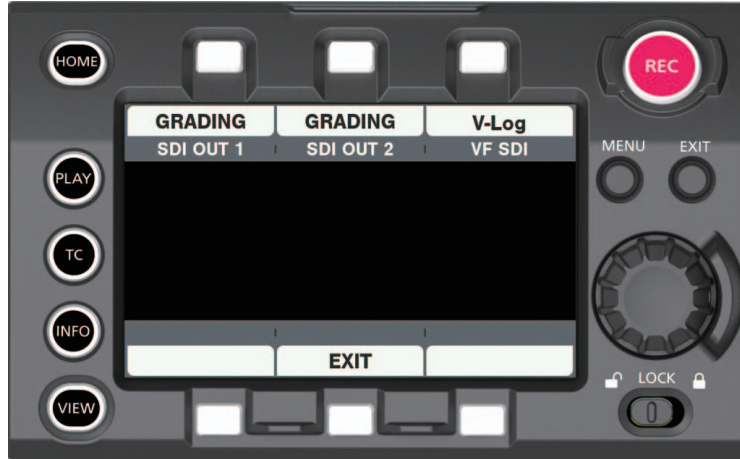 HOME
REC
GRADING GRADING V-Log
SDI OUT 1 SDI OUT 2 VF SDI
MENU EXIT
PLAY
TC
INFO
EXIT
LOCK
VIEW